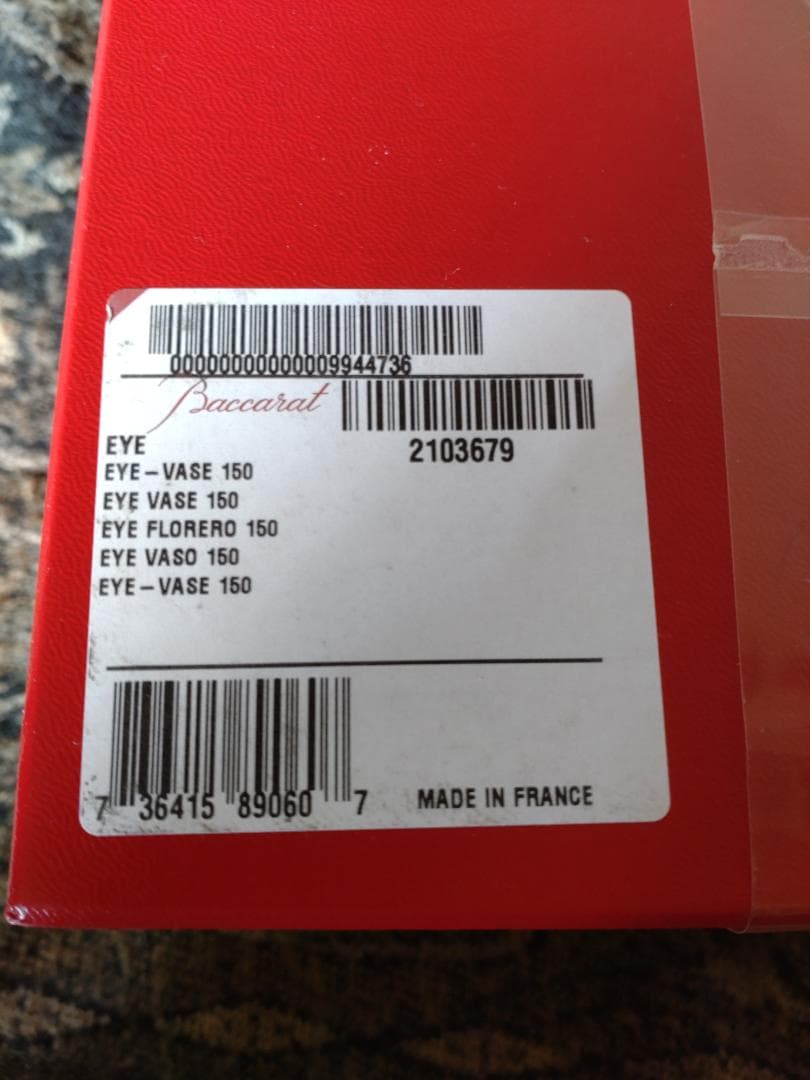 00000000000009944736
Baccarat
2103679
EYE
EYE-VASE 150
EYE VASE 150
EYE FLORERO 150
EYE VASO 150
EYE-VASE 150
7 36415 89060 7
MADE IN FRANCE